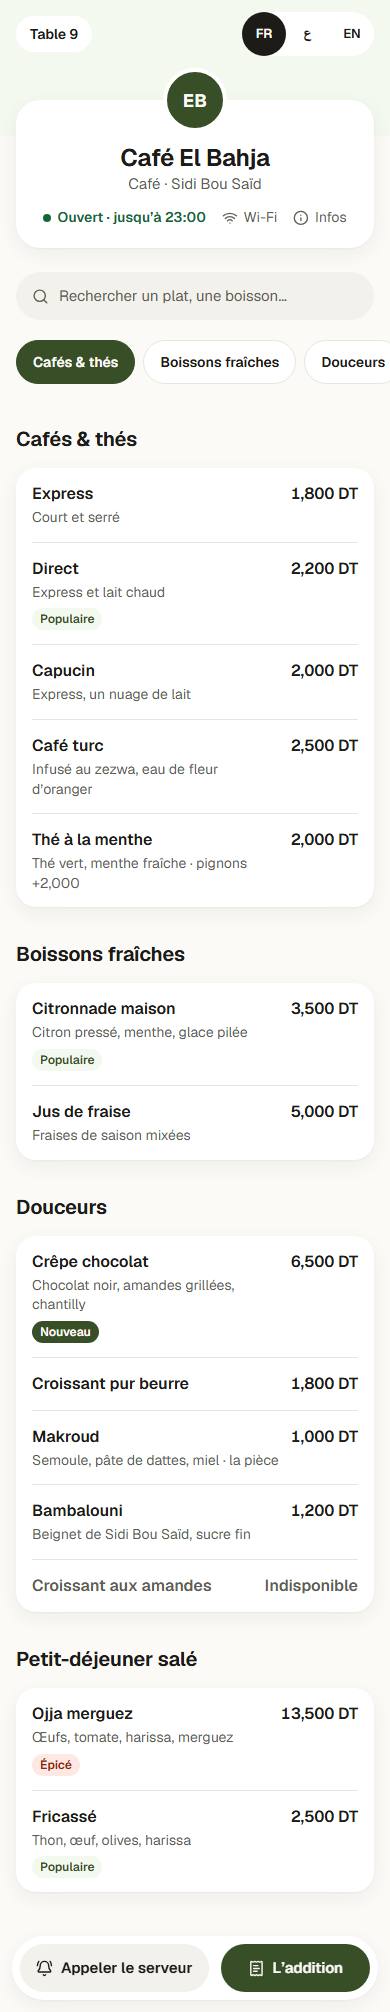 Table 9
FR ع EN
EB
Café El Bahja
Café · Sidi Bou Saïd
Ouvert · jusqu'à 23:00 Wi-Fi Infos
Rechercher un plat, une boisson...
Cafés & thés Boissons fraîches Douceurs
Cafés & thés
Express 1,800 DT
Court et serré
Direct 2,200 DT
Express et lait chaud
Populaire
Capucin 2,000 DT
Express, un nuage de lait
Café turc 2,500 DT
Infusé au zezwa, eau de fleur
d'oranger
Thé à la menthe 2,000 DT
Thé vert, menthe fraîche · pignons
+2,000
Boissons fraîches
Citronnade maison 3,500 DT
Citron pressé, menthe, glace pilée
Populaire
Jus de fraise 5,000 DT
Fraises de saison mixées
Douceurs
Crêpe chocolat 6,500 DT
Chocolat noir, amandes grillées,
chantilly
Nouveau
Croissant pur beurre 1,800 DT
Makroud 1,000 DT
Semoule, pâte de dattes, miel · la pièce
Bambalouni 1,200 DT
Beignet de Sidi Bou Saïd, sucre fin
Croissant aux amandes Indisponible
Petit-déjeuner salé
Ojja merguez 13,500 DT
Œufs, tomate, harissa, merguez
Épicé
Fricassé 2,500 DT
Thon, œuf, olives, harissa
Populaire
Appeler le serveur L'addition